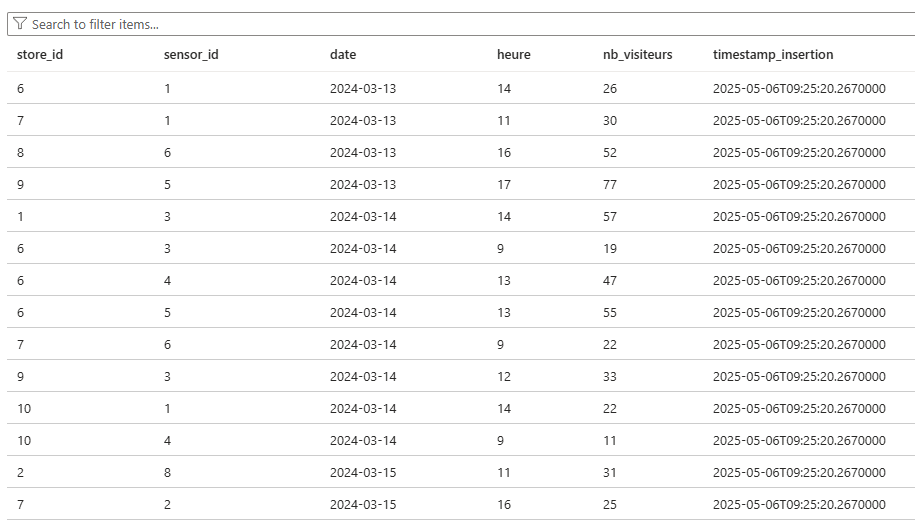 Search to filter items...
store_id sensor_id date heure nb_visiteurs timestamp_insertion
6 1 2024-03-13 14 26 2025-05-06T09:25:20.2670000
7 1 2024-03-13 11 30 2025-05-06T09:25:20.2670000
8 6 2024-03-13 16 52 2025-05-06T09:25:20.2670000
9 5 2024-03-13 17 77 2025-05-06T09:25:20.2670000
1 3 2024-03-14 14 57 2025-05-06T09:25:20.2670000
6 3 2024-03-14 9 19 2025-05-06T09:25:20.2670000
6 4 2024-03-14 13 47 2025-05-06T09:25:20.2670000
6 5 2024-03-14 13 55 2025-05-06T09:25:20.2670000
7 6 2024-03-14 9 22 2025-05-06T09:25:20.2670000
9 3 2024-03-14 12 33 2025-05-06T09:25:20.2670000
10 1 2024-03-14 14 22 2025-05-06T09:25:20.2670000
10 4 2024-03-14 9 11 2025-05-06T09:25:20.2670000
2 8 2024-03-15 11 31 2025-05-06T09:25:20.2670000
7 2 2024-03-15 16 25 2025-05-06T09:25:20.2670000